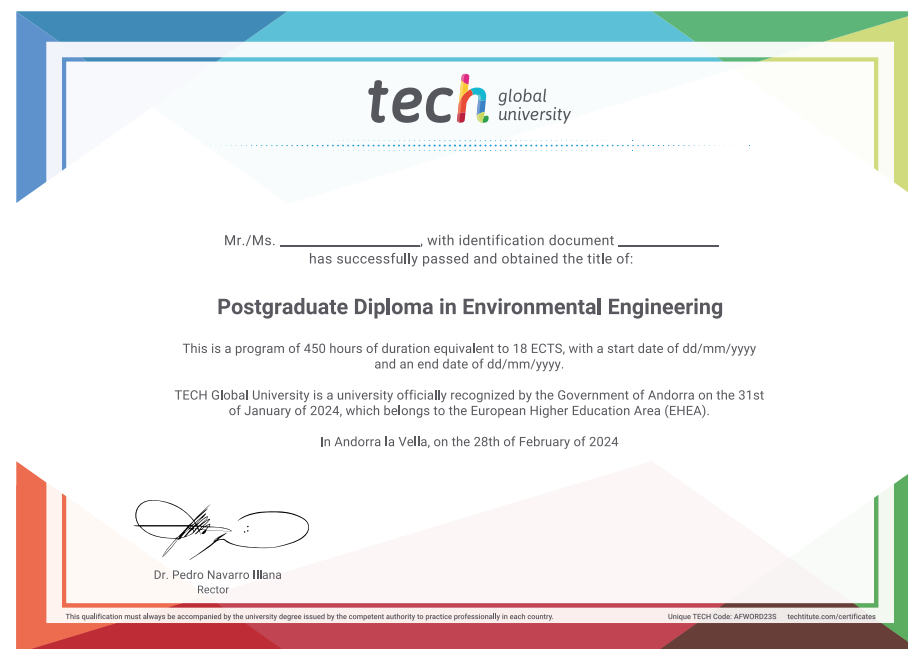 tech global university
Mr./Ms. ____________________, with identification document ______________
has successfully passed and obtained the title of:
Postgraduate Diploma in Environmental Engineering
This is a program of 450 hours of duration equivalent to 18 ECTS, with a start date of dd/mm/yyyy
and an end date of dd/mm/yyyy.
TECH Global University is a university officially recognized by the Government of Andorra on the 31st
of January of 2024, which belongs to the European Higher Education Area (EHEA).
In Andorra la Vella, on the 28th of February of 2024
Dr. Pedro Navarro Illana
Rector
This qualification must always be accompanied by the university degree issued by the competent authority to practice professionally in each country.
Unique TECH Code: AFWORD23S techtitute.com/certificates